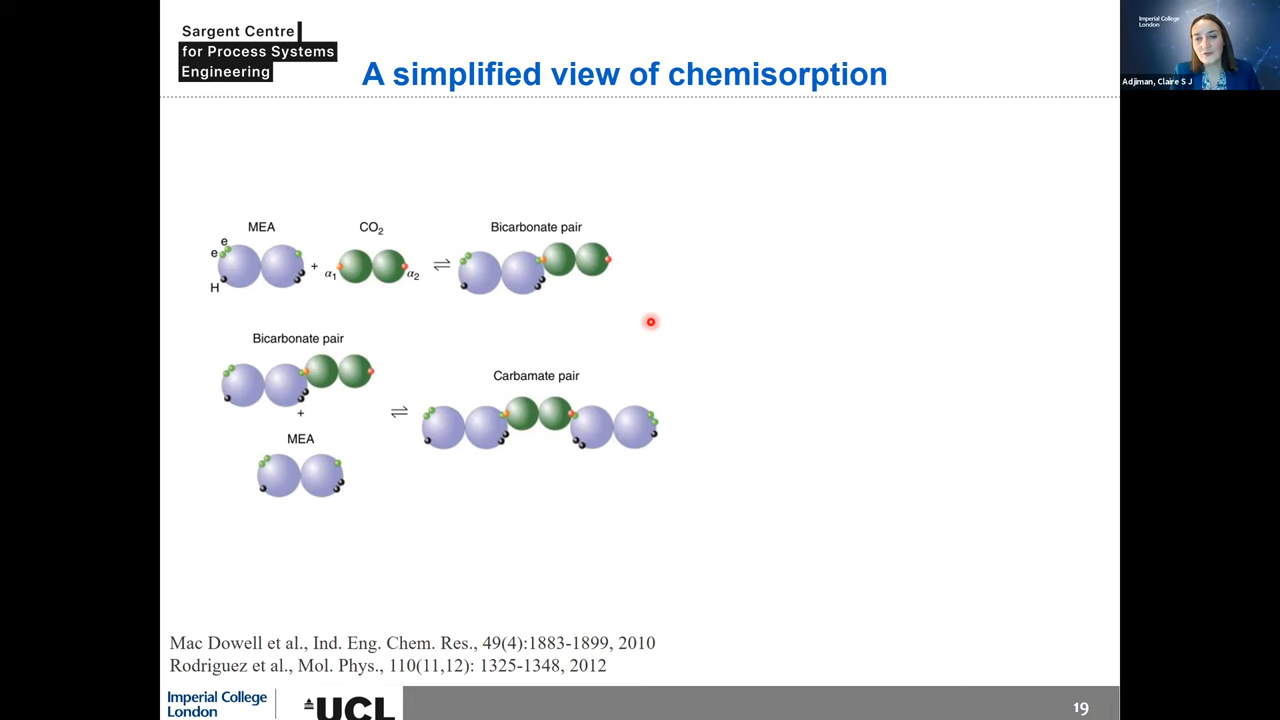 Sargent Centre
for Process Systems
Engineering
A simplified view of chemisorption
Imperial College
London
Adjiman, Claire S J
MEA
CO₂
Bicarbonate pair
e
e
H
+
α₁
α₂
⇌
Bicarbonate pair
+
MEA
⇌
Carbamate pair
Mac Dowell et al., Ind. Eng. Chem. Res., 49(4):1883-1899, 2010
Rodriguez et al., Mol. Phys., 110(11,12): 1325-1348, 2012
Imperial College
London
UCL
19